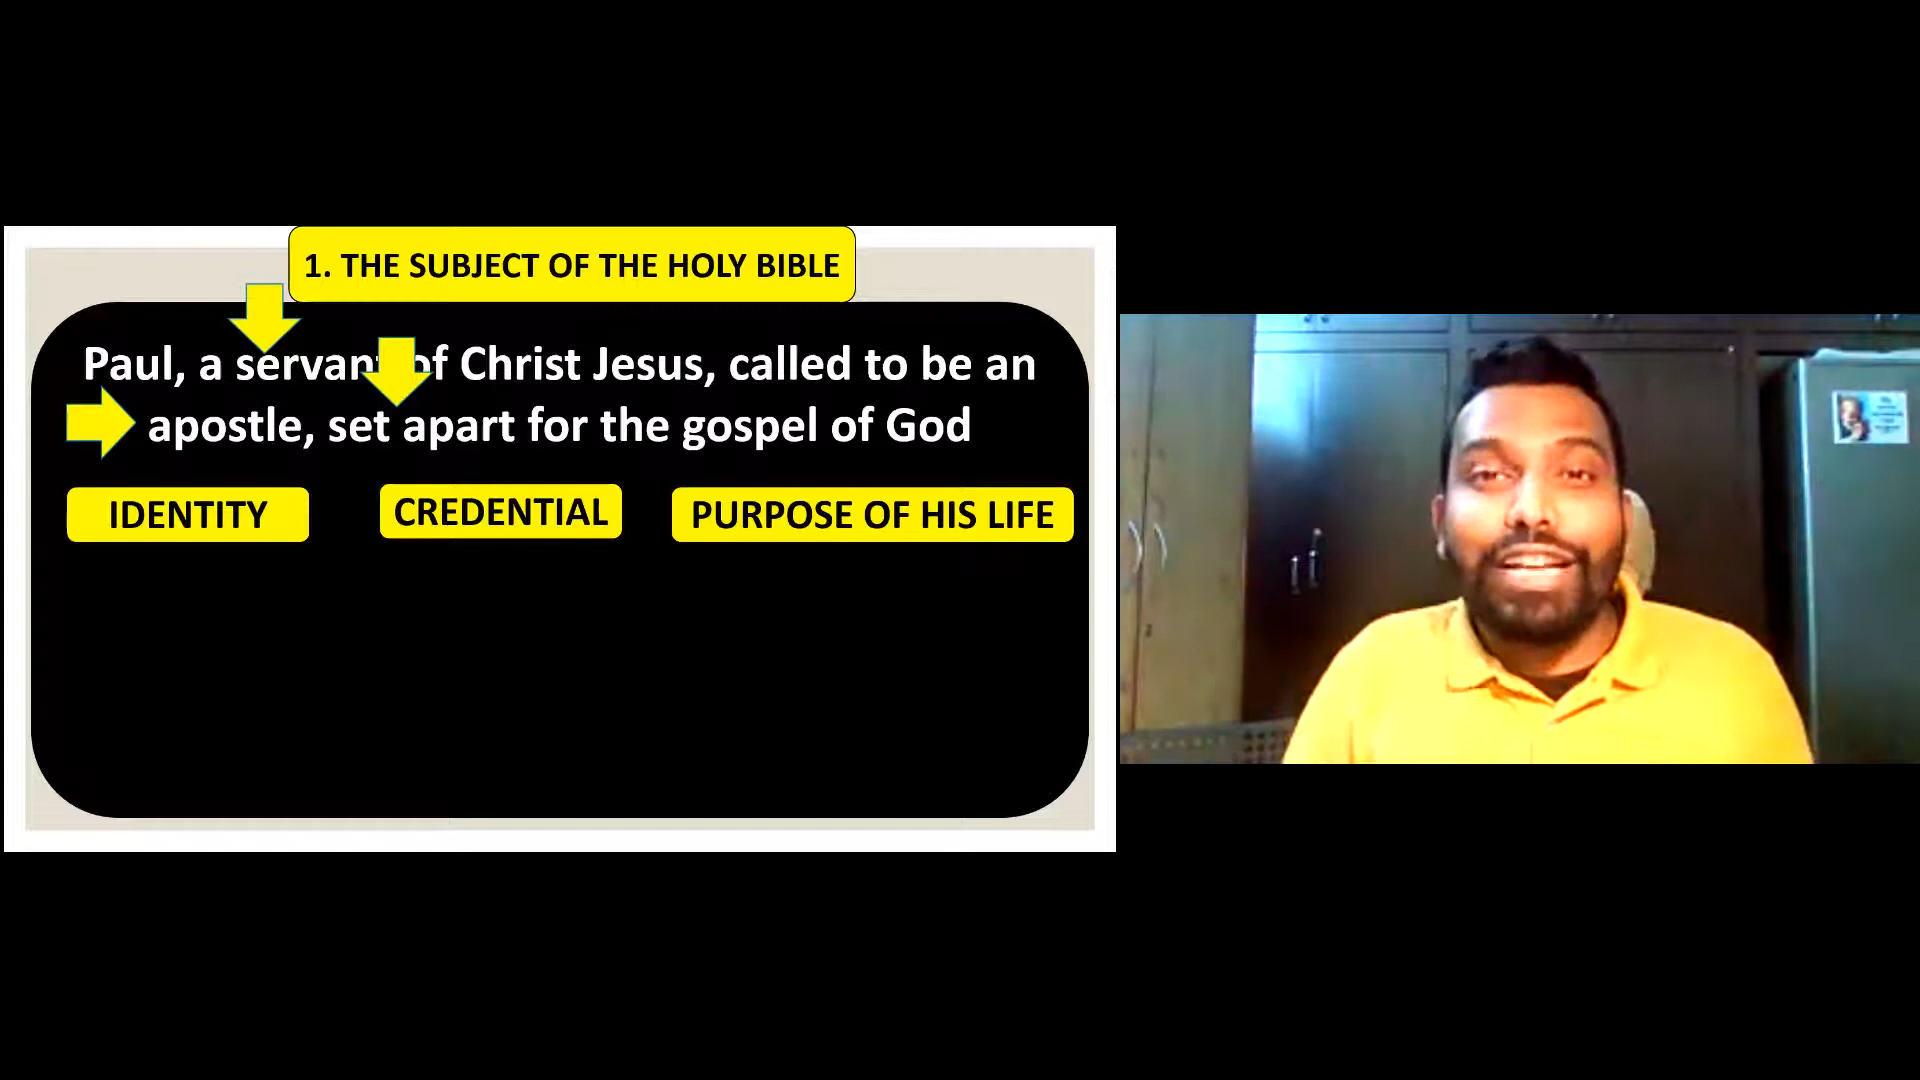 1. THE SUBJECT OF THE HOLY BIBLE
Paul, a servant of Christ Jesus, called to be an
apostle, set apart for the gospel of God
IDENTITY
CREDENTIAL
PURPOSE OF HIS LIFE